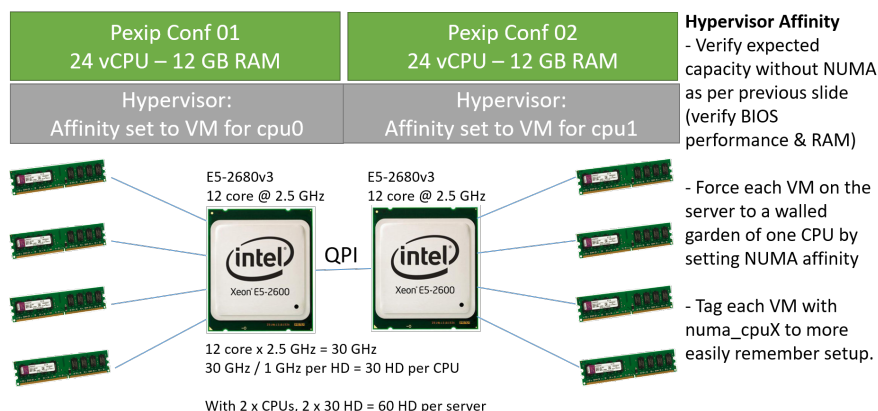 Pexip Conf 01
24 vCPU – 12 GB RAM
Pexip Conf 02
24 vCPU – 12 GB RAM
Hypervisor:
Affinity set to VM for cpu0
Hypervisor:
Affinity set to VM for cpu1
E5-2680v3
12 core @ 2.5 GHz
E5-2680v3
12 core @ 2.5 GHz
intel®
Xeon® E5-2600
QPI
intel®
Xeon® E5-2600
12 core x 2.5 GHz = 30 GHz
30 GHz / 1 GHz per HD = 30 HD per CPU
With 2 x CPUs, 2 x 30 HD = 60 HD per server
Hypervisor Affinity
- Verify expected
capacity without NUMA
as per previous slide
(verify BIOS
performance & RAM)
- Force each VM on the
server to a walled
garden of one CPU by
setting NUMA affinity
- Tag each VM with
numa_cpuX to more
easily remember setup.